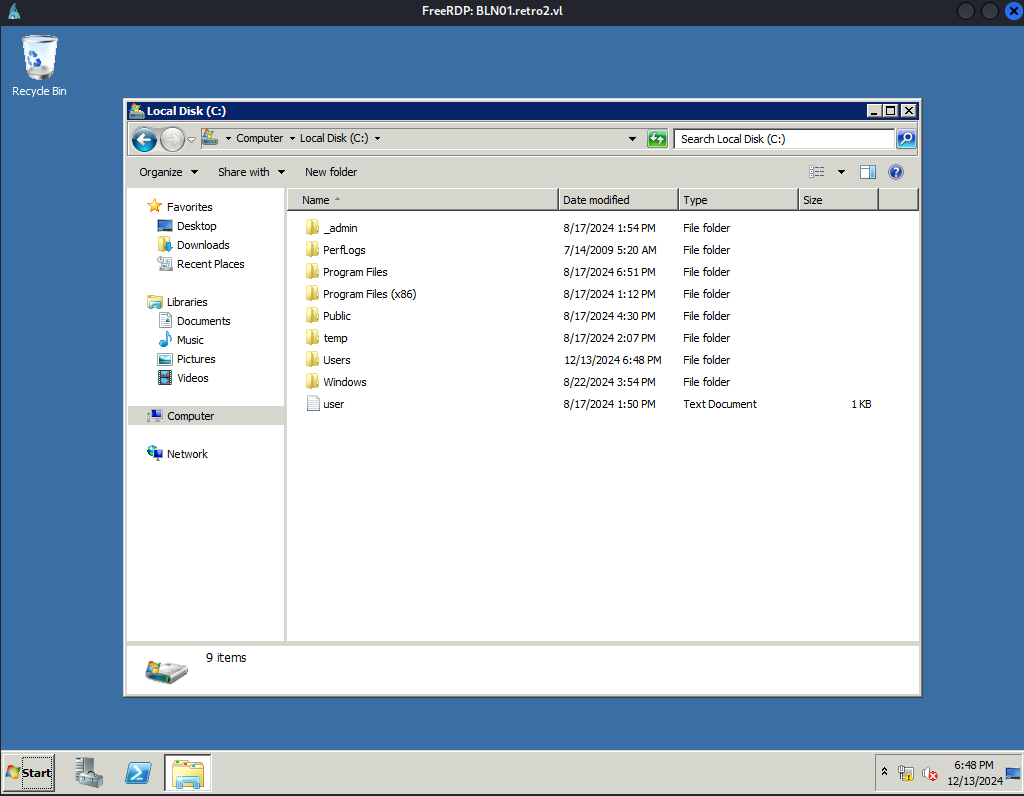 FreeRDP: BLN01.retro2.vl
Recycle Bin
Local Disk (C:)
Computer Local Disk (C:) Search Local Disk (C:)
Organize Share with New folder
Favorites
Desktop
Downloads
Recent Places
Libraries
Documents
Music
Pictures
Videos
Computer
Network
Name Date modified Type Size
_admin 8/17/2024 1:54 PM File folder
PerfLogs 7/14/2009 5:20 AM File folder
Program Files 8/17/2024 6:51 PM File folder
Program Files (x86) 8/17/2024 1:12 PM File folder
Public 8/17/2024 4:30 PM File folder
temp 8/17/2024 2:07 PM File folder
Users 12/13/2024 6:48 PM File folder
Windows 8/22/2024 3:54 PM File folder
user 8/17/2024 1:50 PM Text Document 1 KB
9 items
Start
6:48 PM
12/13/2024